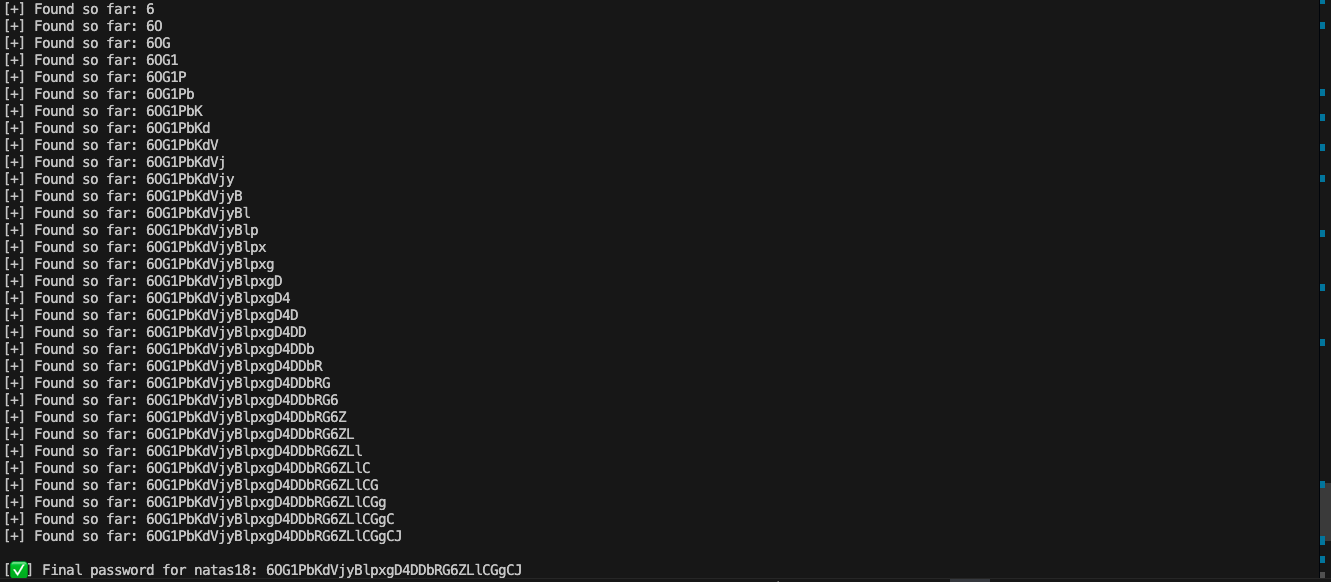 [+] Found so far: 6
[+] Found so far: 6O
[+] Found so far: 6OG
[+] Found so far: 6OG1
[+] Found so far: 6OG1P
[+] Found so far: 6OG1Pb
[+] Found so far: 6OG1PbK
[+] Found so far: 6OG1PbKd
[+] Found so far: 6OG1PbKdV
[+] Found so far: 6OG1PbKdVj
[+] Found so far: 6OG1PbKdVjy
[+] Found so far: 6OG1PbKdVjyB
[+] Found so far: 6OG1PbKdVjyBl
[+] Found so far: 6OG1PbKdVjyBlp
[+] Found so far: 6OG1PbKdVjyBlpx
[+] Found so far: 6OG1PbKdVjyBlpxg
[+] Found so far: 6OG1PbKdVjyBlpxgD
[+] Found so far: 6OG1PbKdVjyBlpxgD4
[+] Found so far: 6OG1PbKdVjyBlpxgD4D
[+] Found so far: 6OG1PbKdVjyBlpxgD4DD
[+] Found so far: 6OG1PbKdVjyBlpxgD4DDb
[+] Found so far: 6OG1PbKdVjyBlpxgD4DDbR
[+] Found so far: 6OG1PbKdVjyBlpxgD4DDbRG
[+] Found so far: 6OG1PbKdVjyBlpxgD4DDbRG6
[+] Found so far: 6OG1PbKdVjyBlpxgD4DDbRG6Z
[+] Found so far: 6OG1PbKdVjyBlpxgD4DDbRG6ZL
[+] Found so far: 6OG1PbKdVjyBlpxgD4DDbRG6ZLl
[+] Found so far: 6OG1PbKdVjyBlpxgD4DDbRG6ZLlC
[+] Found so far: 6OG1PbKdVjyBlpxgD4DDbRG6ZLlCG
[+] Found so far: 6OG1PbKdVjyBlpxgD4DDbRG6ZLlCGg
[+] Found so far: 6OG1PbKdVjyBlpxgD4DDbRG6ZLlCGgC
[+] Found so far: 6OG1PbKdVjyBlpxgD4DDbRG6ZLlCGgCJ
[✅] Final password for natas18: 6OG1PbKdVjyBlpxgD4DDbRG6ZLlCGgCJ